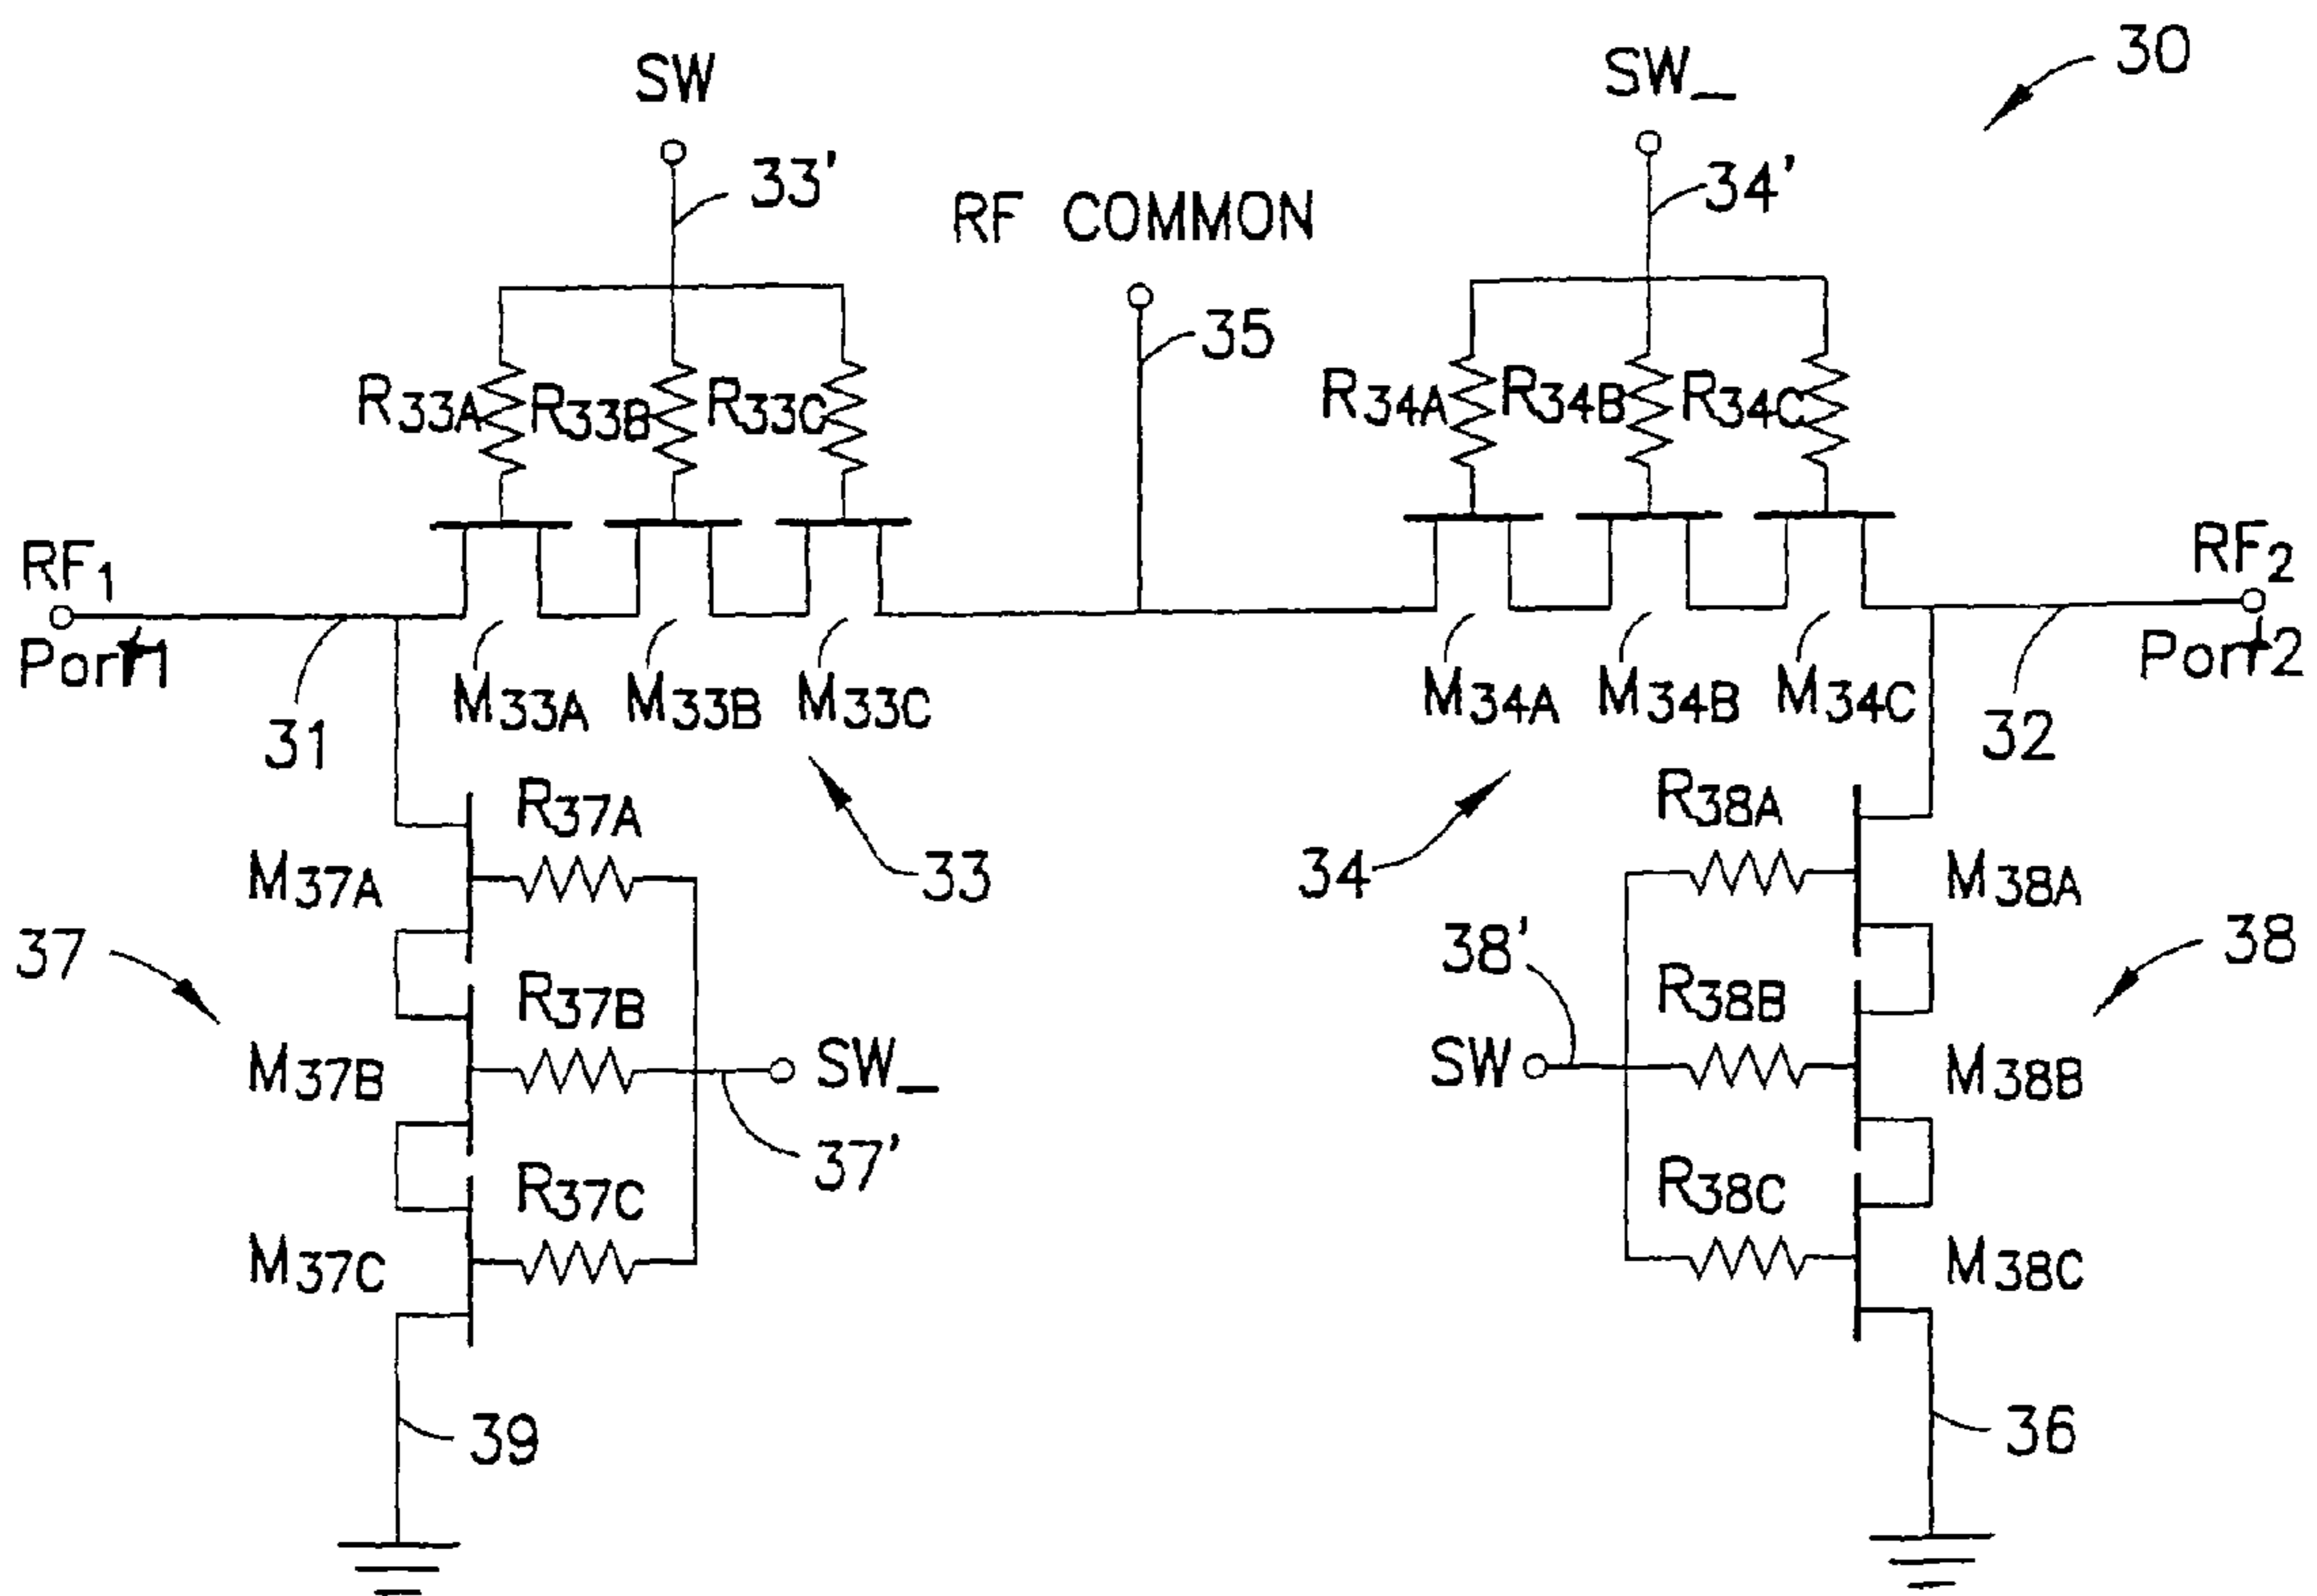 30
SW
SW_
33'
34'
RF COMMON
35
R33A
R33B
R33C
R34A
R34B
R34C
RF1
RF2
Port1
Port2
M33A
M33B
M33C
M34A
M34B
M34C
31
32
R37A
R38A
M37A
33
34
M38A
37
38'
38
R37B
R38B
M37B
SW_
SW
M38B
37'
R37C
R38C
M37C
M38C
39
36